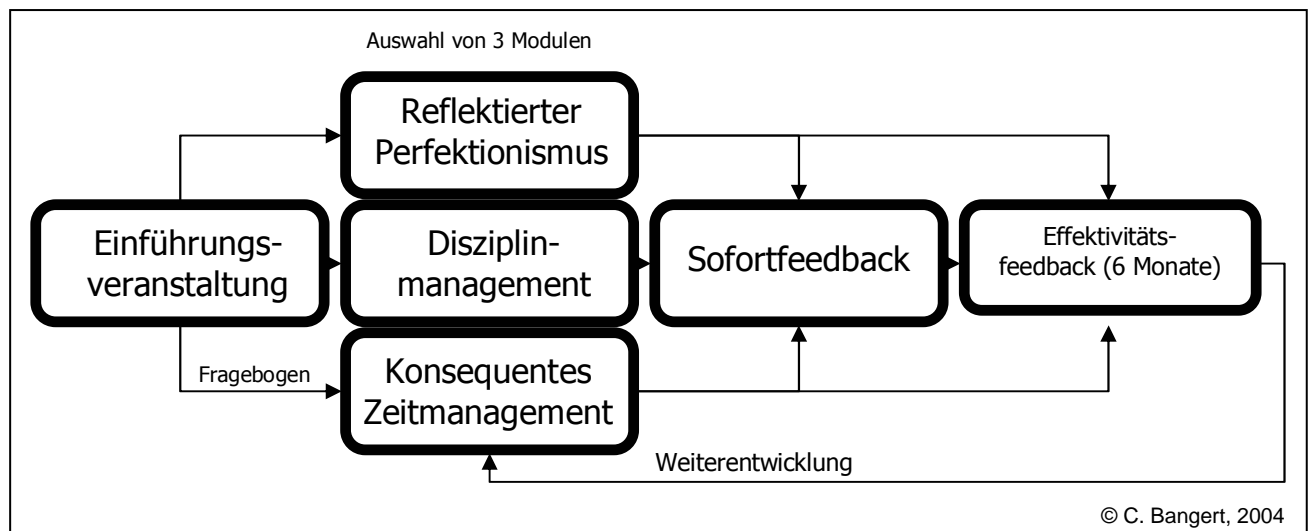 Auswahl von 3 Modulen
Reflektierter
Perfektionismus
Einführungs-
veranstaltung
Disziplin-
management
Sofortfeedback
Effektivitäts-
feedback (6 Monate)
Fragebogen
Konsequentes
Zeitmanagement
Weiterentwicklung
© C. Bangert, 2004